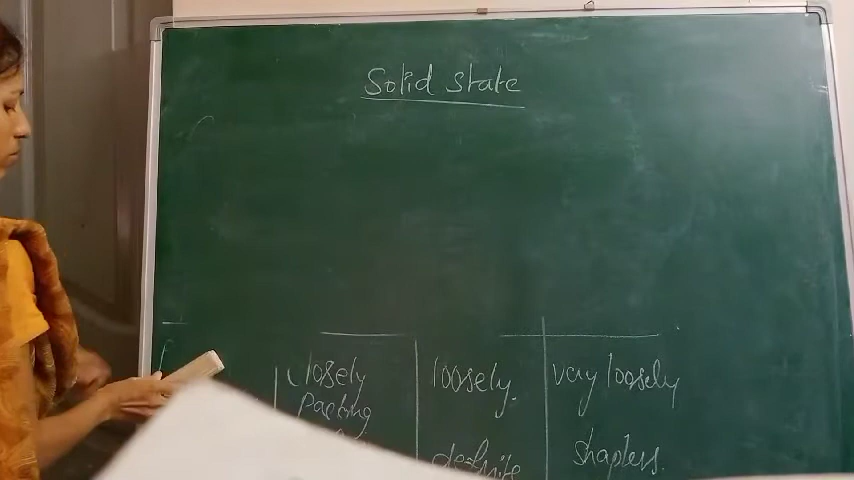 Solid state
closely loosely. very loosely
packing
definite shapless.